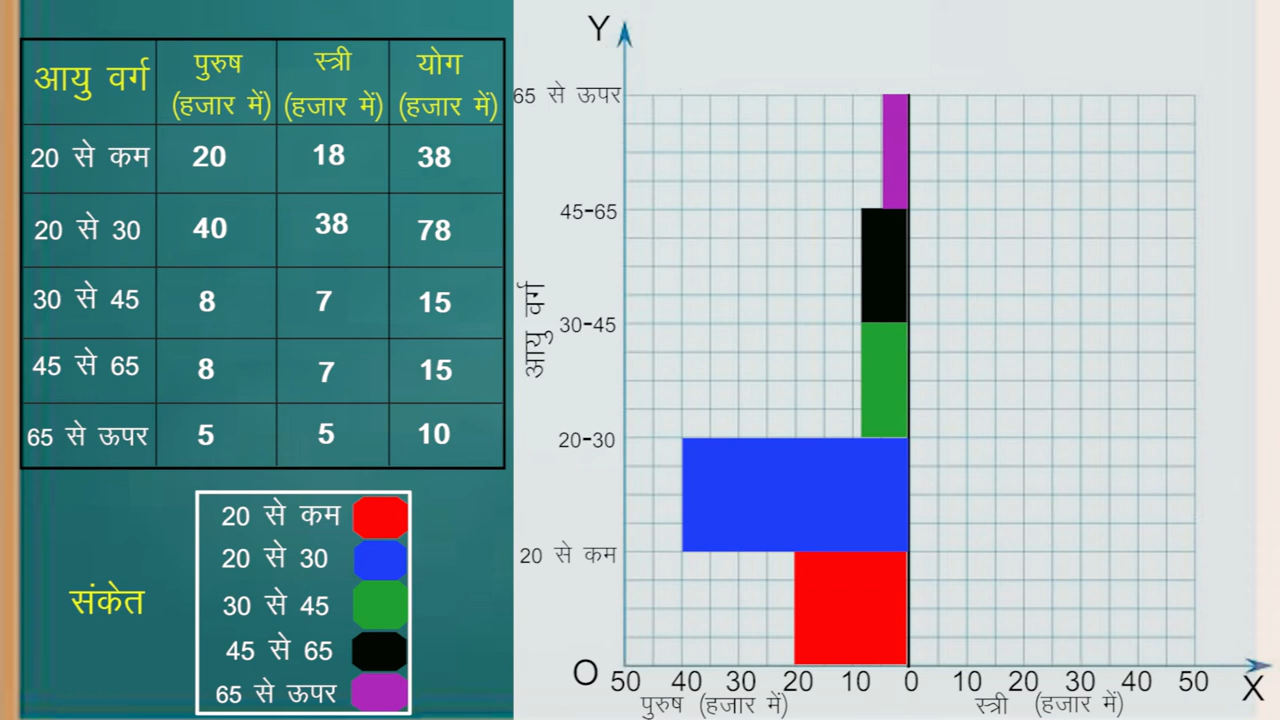 आयु वर्ग पुरुष (हजार में) स्त्री (हजार में) योग (हजार में)
20 से कम 20 18 38
20 से 30 40 38 78
30 से 45 8 7 15
45 से 65 8 7 15
65 से ऊपर 5 5 10
संकेत
20 से कम
20 से 30
30 से 45
45 से 65
65 से ऊपर
Y
65 से ऊपर
45-65
30-45
20-30
20 से कम
आयु वर्ग
O
50 40 30 20 10 0 10 20 30 40 50 X
पुरुष (हजार में) स्त्री (हजार में)